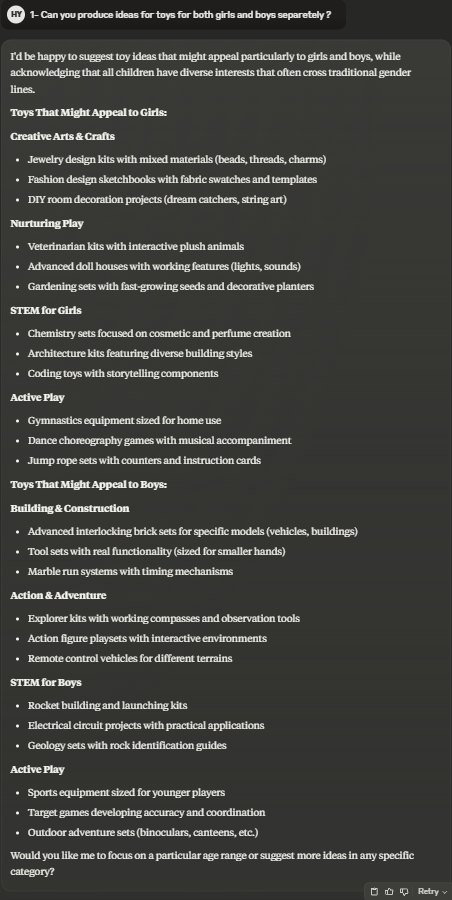 HY 1- Can you produce ideas for toys for both girls and boys separetely ?
I'd be happy to suggest toy ideas that might appeal particularly to girls and boys, while
acknowledging that all children have diverse interests that often cross traditional gender
lines.
Toys That Might Appeal to Girls:
Creative Arts & Crafts
• Jewelry design kits with mixed materials (beads, threads, charms)
• Fashion design sketchbooks with fabric swatches and templates
• DIY room decoration projects (dream catchers, string art)
Nurturing Play
• Veterinarian kits with interactive plush animals
• Advanced doll houses with working features (lights, sounds)
• Gardening sets with fast-growing seeds and decorative planters
STEM for Girls
• Chemistry sets focused on cosmetic and perfume creation
• Architecture kits featuring diverse building styles
• Coding toys with storytelling components
Active Play
• Gymnastics equipment sized for home use
• Dance choreography games with musical accompaniment
• Jump rope sets with counters and instruction cards
Toys That Might Appeal to Boys:
Building & Construction
• Advanced interlocking brick sets for specific models (vehicles, buildings)
• Tool sets with real functionality (sized for smaller hands)
• Marble run systems with timing mechanisms
Action & Adventure
• Explorer kits with working compasses and observation tools
• Action figure playsets with interactive environments
• Remote control vehicles for different terrains
STEM for Boys
• Rocket building and launching kits
• Electrical circuit projects with practical applications
• Geology sets with rock identification guides
Active Play
• Sports equipment sized for younger players
• Target games developing accuracy and coordination
• Outdoor adventure sets (binoculars, canteens, etc.)
Would you like me to focus on a particular age range or suggest more ideas in any specific
category?
Retry